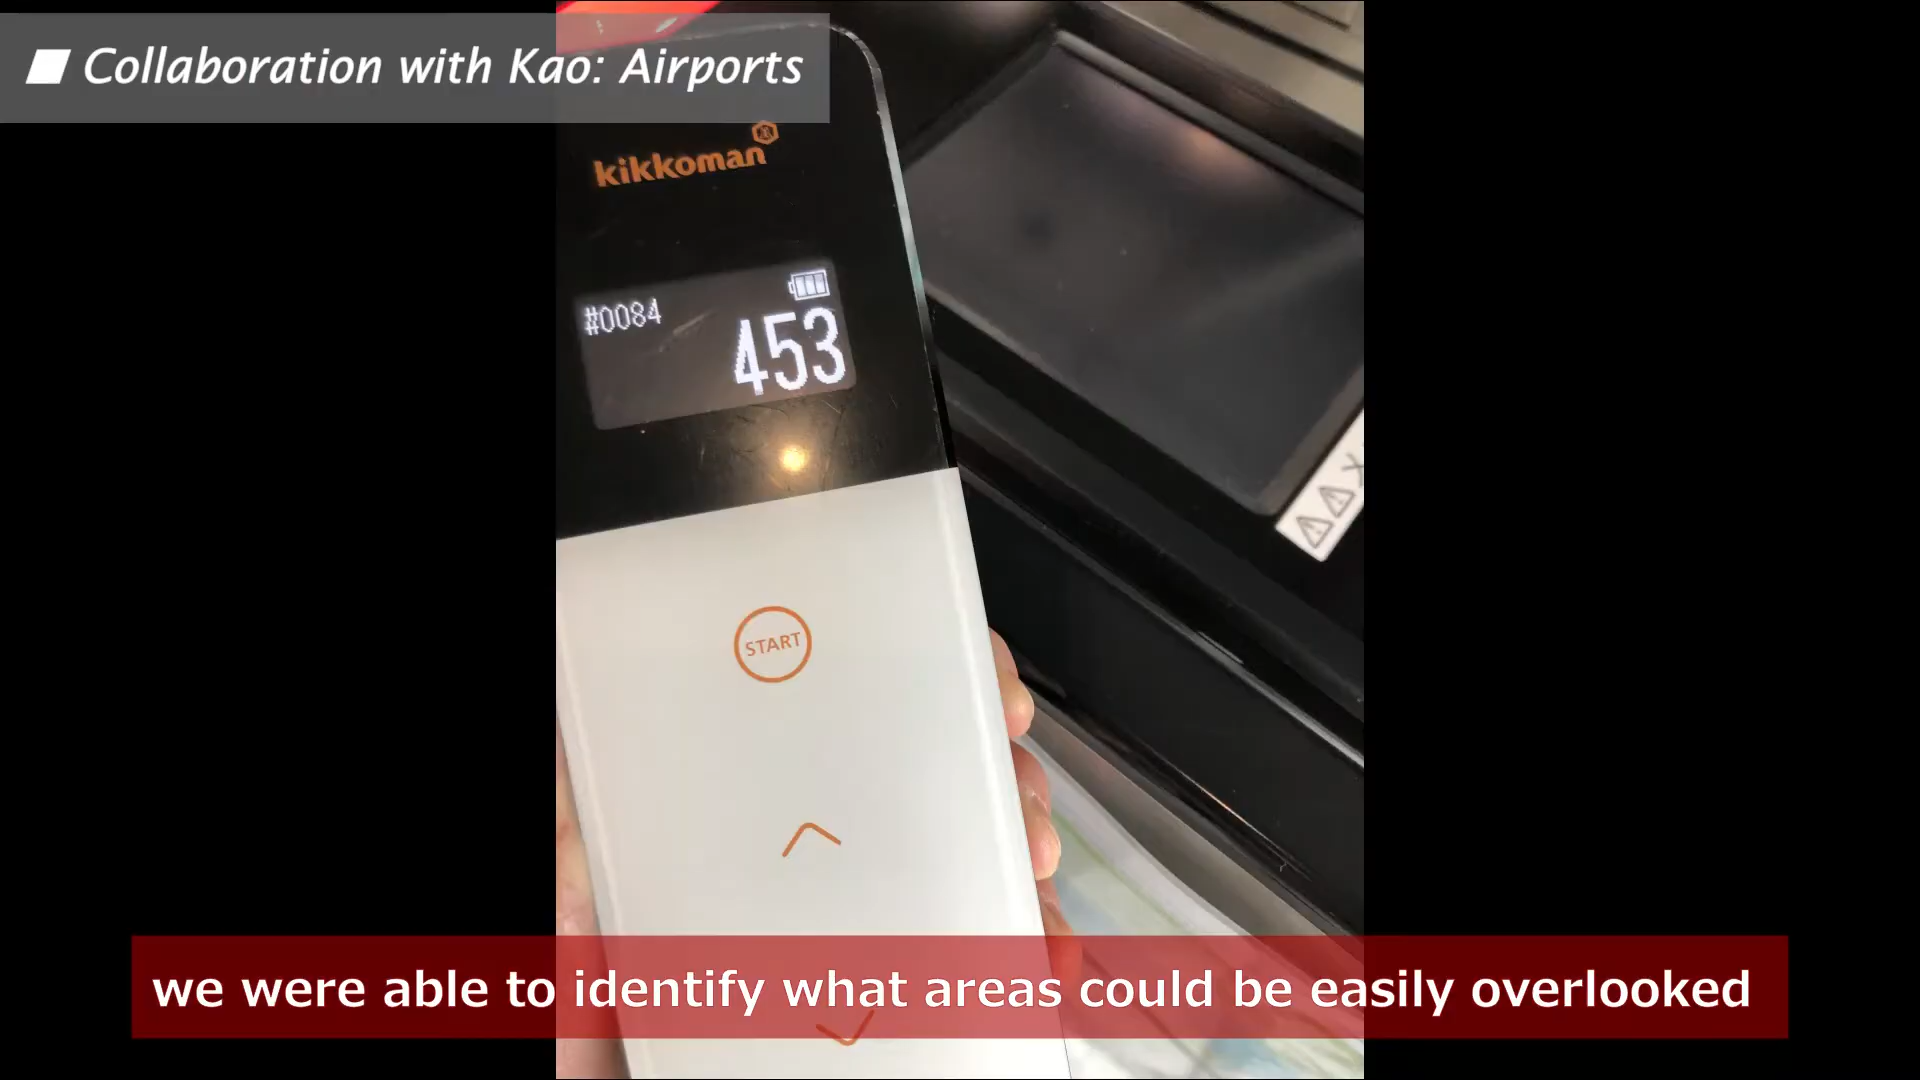 Collaboration with Kao: Airports
kikkoman
#0084
453
START
we were able to identify what areas could be easily overlooked